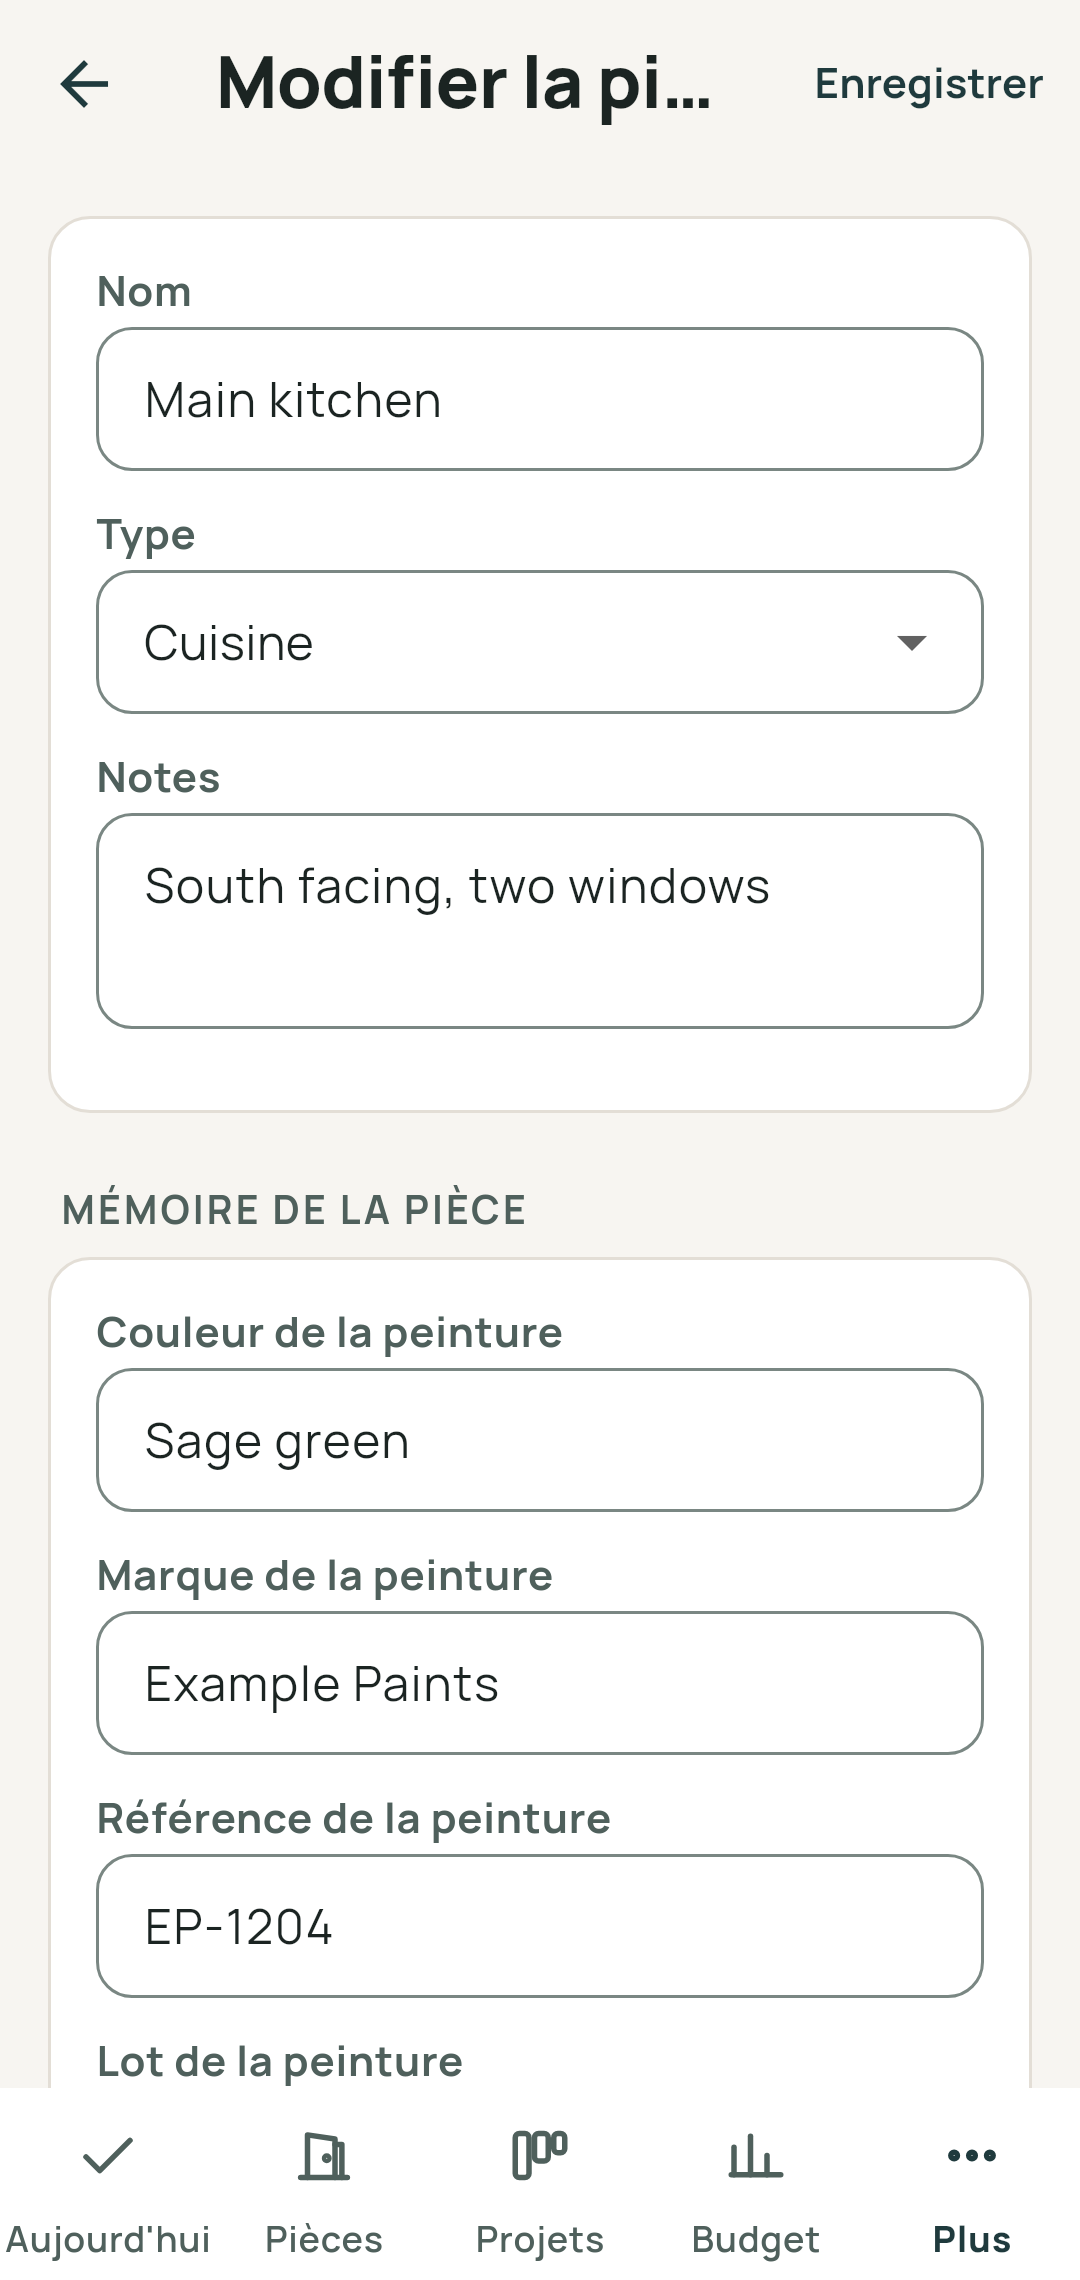 Modifier la pi...
Enregistrer
Nom
Main kitchen
Type
Cuisine
Notes
South facing, two windows
MÉMOIRE DE LA PIÈCE
Couleur de la peinture
Sage green
Marque de la peinture
Example Paints
Référence de la peinture
EP-1204
Lot de la peinture
Aujourd'hui
Pièces
Projets
Budget
Plus